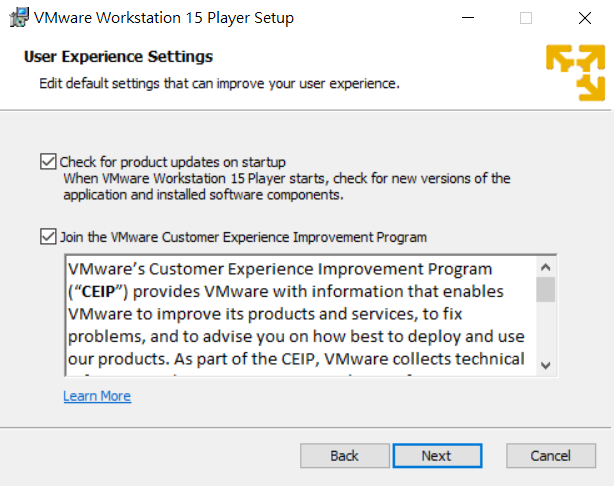 VMware Workstation 15 Player Setup
User Experience Settings
Edit default settings that can improve your user experience.
Check for product updates on startup
When VMware Workstation 15 Player starts, check for new versions of the
application and installed software components.
Join the VMware Customer Experience Improvement Program
VMware’s Customer Experience Improvement Program
(“CEIP”) provides VMware with information that enables
VMware to improve its products and services, to fix
problems, and to advise you on how best to deploy and use
our products. As part of the CEIP, VMware collects technical
Learn More
Back
Next
Cancel